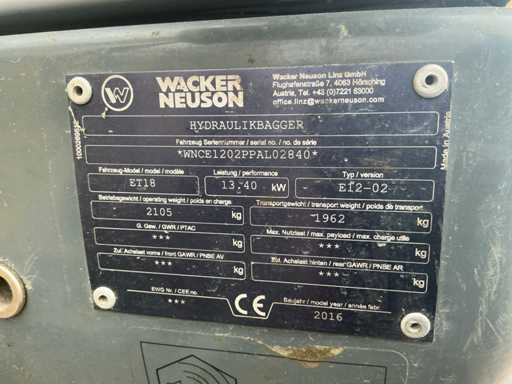 WACKER
NEUSON
Wacker Neuson Linz GmbH
Flughafenstraße 7, 4063 Hörsching
Austria, Tel. +43 (0)7221 63000
office.linz@wackerneuson.com
HYDRAULIKBAGGER
Fahrzeug Seriennummer / serial no. / no. de série
*WNCE1202PPAL02840*
Fahrzeug-Model / model / modèle
ET18
Leistung / performance
13.40 kW
Typ / version
E12-02
Betriebsgewicht / operating weight / poids en charge
2105 kg
Transportgewicht / transport weight / poids de transport
1962 kg
G. Gew. / GWR / PTAC
*** kg
Max. Nutzlast / max. payload / max. charge utile
*** kg
Zul. Achslast vorne / front GAWR / PNBE AV
*** kg
Zul. Achslast hinten / rear GAWR / PNBE AR
*** kg
EWG Nr. / CEE no.
***
CE
Baujahr / model year / année fabr.
2016
Made in Austria